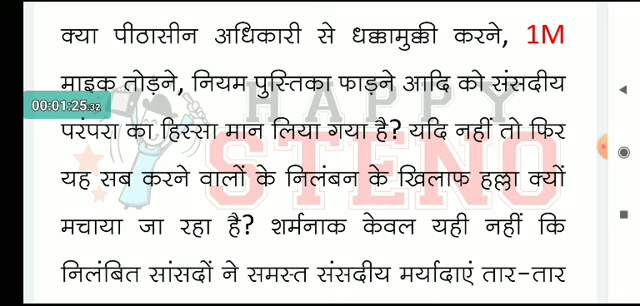 क्या पीठासीन अधिकारी से धक्कामुक्की करने, 1M
माइक तोड़ने, नियम पुस्तिका फाड़ने आदि को संसदीय
00:01:25:32
परंपरा का हिस्सा मान लिया गया है? यदि नहीं तो फिर
यह सब करने वालों के निलंबन के खिलाफ हल्ला क्यों
मचाया जा रहा है? शर्मनाक केवल यही नहीं कि
निलंबित सांसदों ने समस्त संसदीय मर्यादाएं तार-तार
HAPPY
STENO